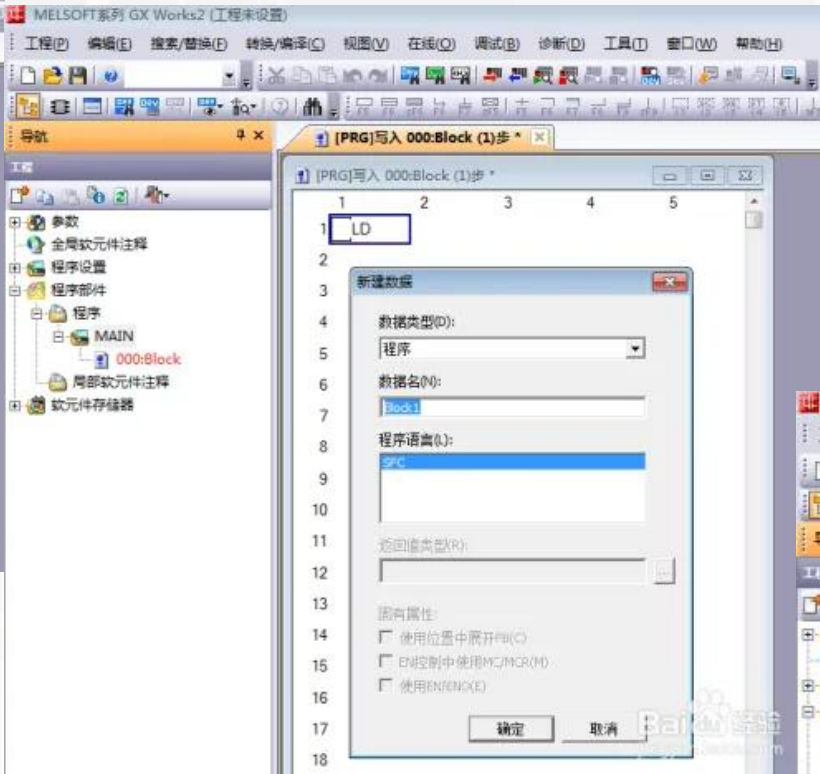 MELSOFT系列 GX Works2 (工程未设置)
工程(P) 编辑(E) 搜索/替换(F) 转换/编译(C) 视图(V) 在线(O) 调试(B) 诊断(D) 工具(T) 窗口(W) 帮助(H)
导航
[PRG]写入 000:Block (1)步 *
工程
[PRG]写入 000:Block (1)步 *
1 2 3 4 5
参数
全局软元件注释
程序设置
程序部件
程序
MAIN
000:Block
局部软元件注释
软元件存储器
1 LD
2
3
4
5
6
7
8
9
10
11
12
13
14
15
16
17
18
新建数据
数据类型(D):
程序
数据名(N):
Block1
程序语言(L):
SFC
返回值类型(R):
固有属性:
使用位置中展开FB(C)
EN控制中使用MC/MCR(M)
使用EN/ENO(E)
确定 取消
Baidu 经验